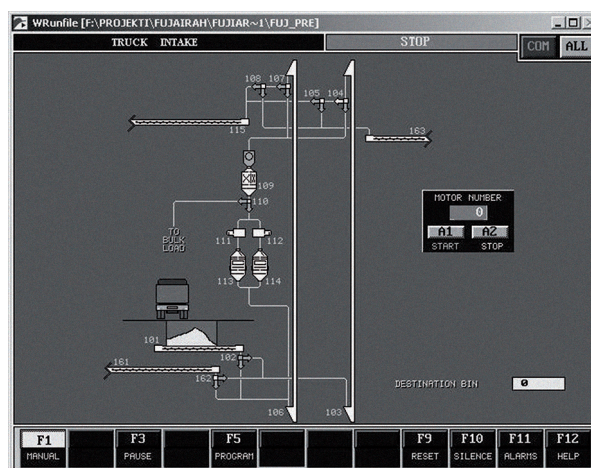 WRunfile [F:\PROJEKTI\FUJAIRAH\FUJIAR~1\FUJ_PRE]
TRUCK INTAKE
STOP
COM
ALL
108
107
105
104
115
163
109
110
TO
BULK
LOAD
111
112
113
114
MOTOR NUMBER
0
A1
A2
START
STOP
101
102
161
162
106
103
DESTINATION BIN
0
F1
F3
F5
F9
F10
F11
F12
MANUAL
PAUSE
PROGRAM
RESET
SILENCE
ALARMS
HELP